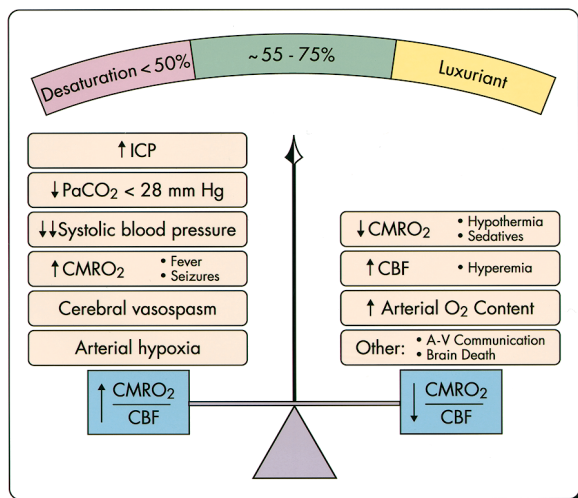 Desaturation < 50%
~ 55 - 75%
Luxuriant
↑ ICP
↓ PaCO₂ < 28 mm Hg
↓↓Systolic blood pressure
↑ CMRO₂ • Fever
• Seizures
Cerebral vasospasm
Arterial hypoxia
↑ CMRO₂
CBF
↓ CMRO₂ • Hypothermia
• Sedatives
↑ CBF • Hyperemia
↑ Arterial O₂ Content
Other: • A-V Communication
• Brain Death
↓ CMRO₂
CBF